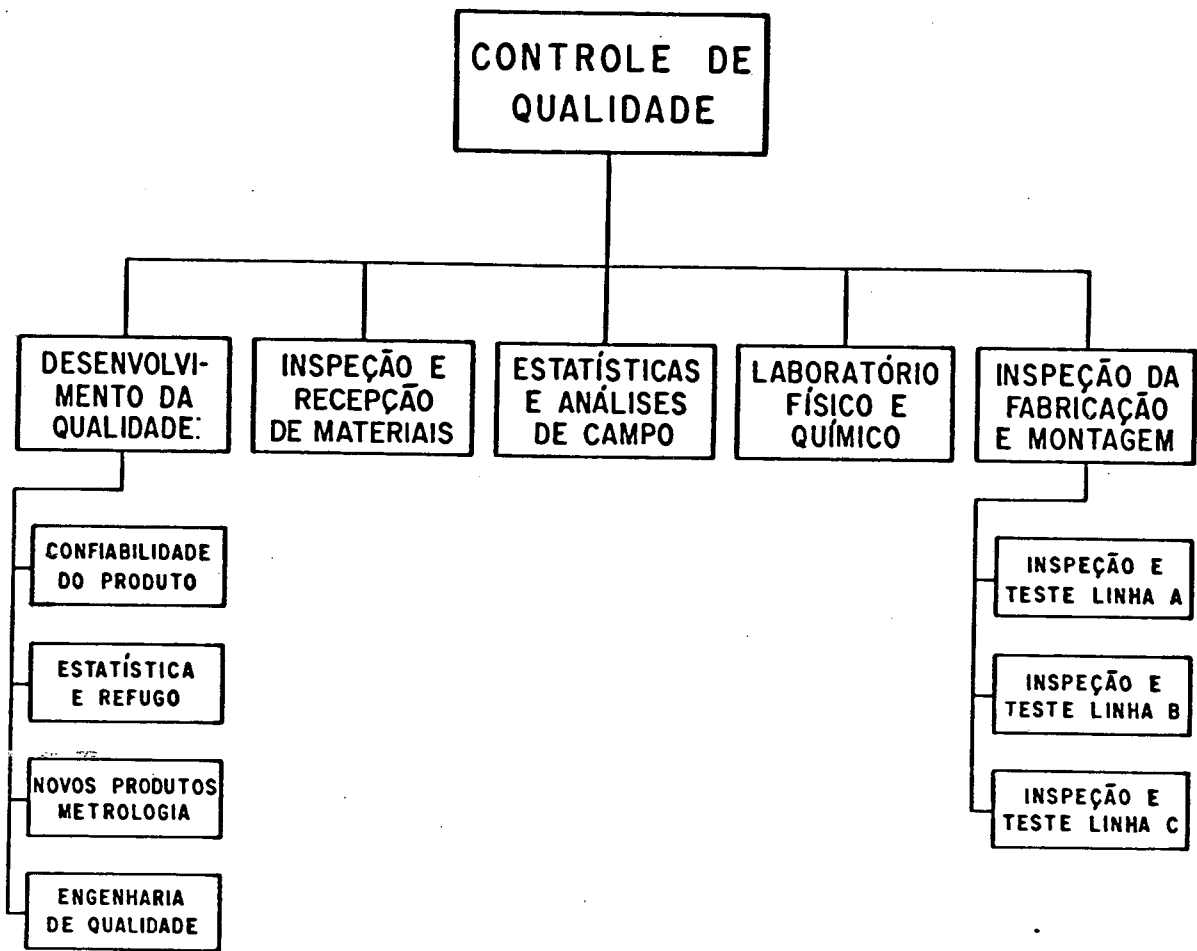 CONTROLE DE
QUALIDADE
DESENVOLVI-
MENTO DA
QUALIDADE:
INSPEÇÃO E
RECEPÇÃO
DE MATERIAIS
ESTATÍSTICAS
E ANÁLISES
DE CAMPO
LABORATÓRIO
FÍSICO E
QUÍMICO
INSPEÇÃO DA
FABRICAÇÃO
E MONTAGEM
CONFIABILIDADE
DO PRODUTO
ESTATÍSTICA
E REFUGO
NOVOS PRODUTOS
METROLOGIA
ENGENHARIA
DE QUALIDADE
INSPEÇÃO E
TESTE LINHA A
INSPEÇÃO E
TESTE LINHA B
INSPEÇÃO E
TESTE LINHA C